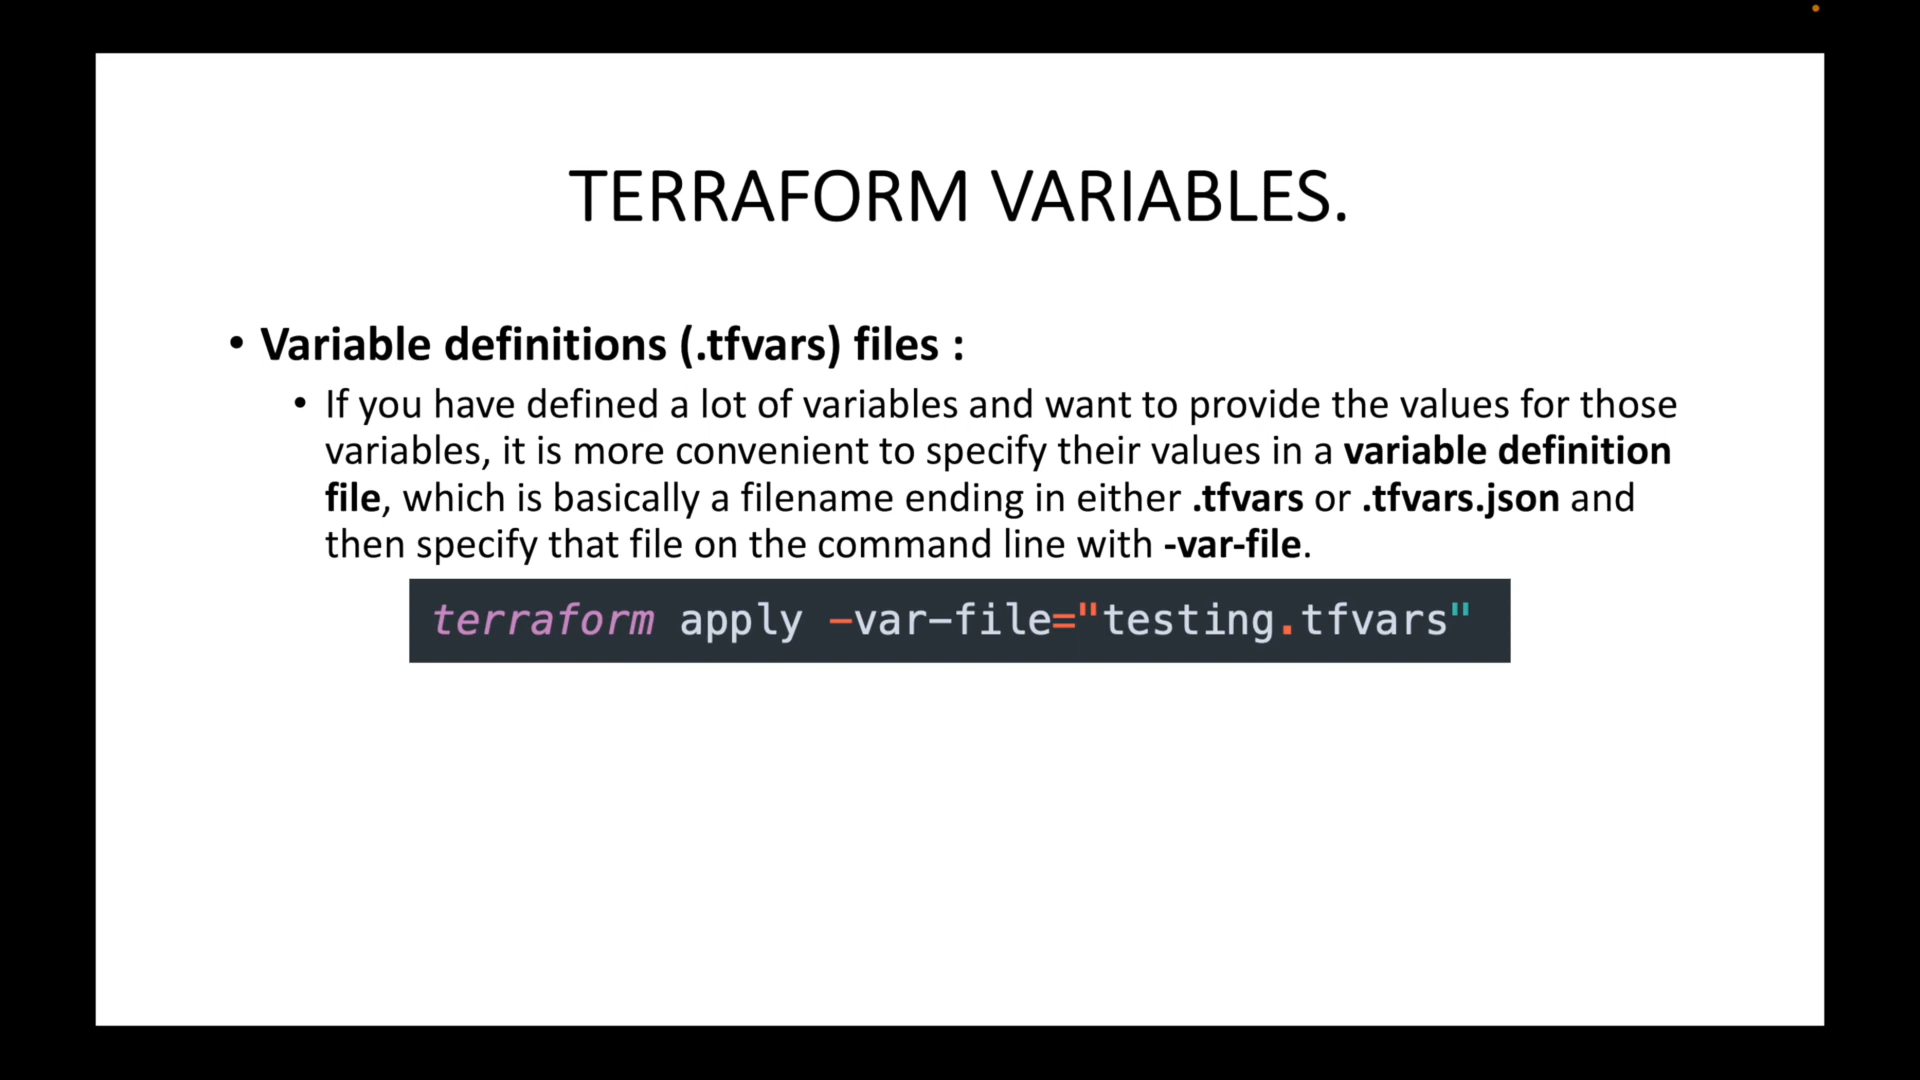 TERRAFORM VARIABLES.
• Variable definitions (.tfvars) files :
• If you have defined a lot of variables and want to provide the values for those
variables, it is more convenient to specify their values in a variable definition
file, which is basically a filename ending in either .tfvars or .tfvars.json and
then specify that file on the command line with -var-file.
terraform apply -var-file="testing.tfvars"